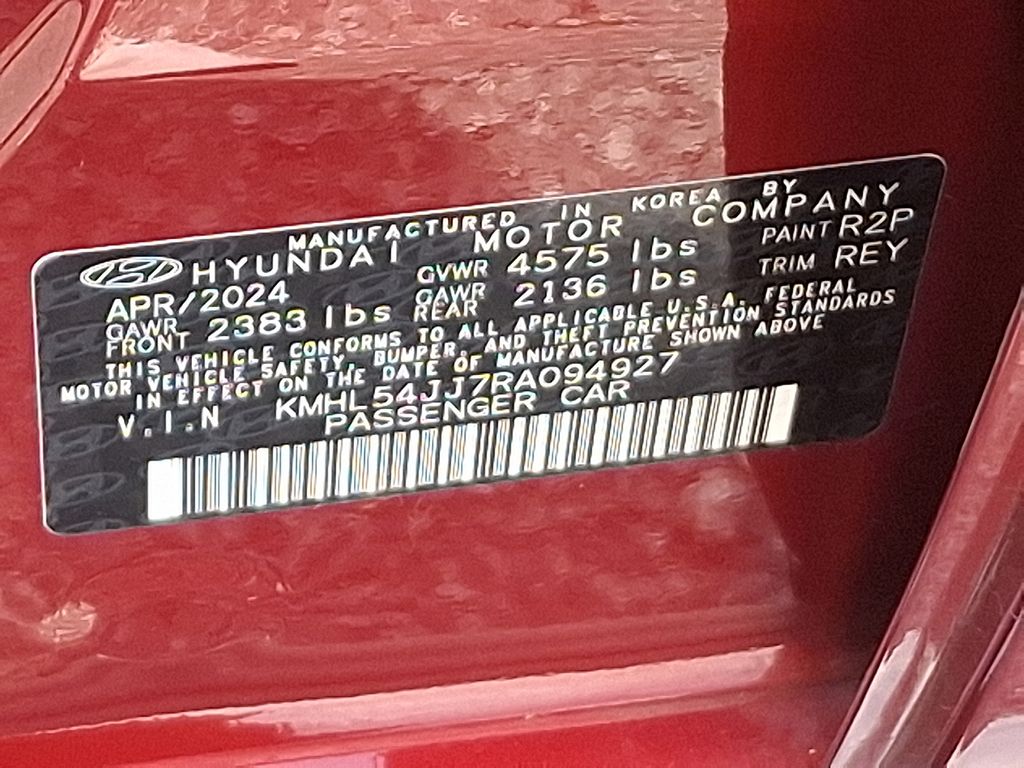 MANUFACTURED IN KOREA BY
HYUNDAI MOTOR COMPANY
APR/2024 GVWR 4575 lbs PAINT R2P
GAWR FRONT 2383 lbs GAWR REAR 2136 lbs TRIM REY
THIS VEHICLE CONFORMS TO ALL APPLICABLE U.S.A. FEDERAL
MOTOR VEHICLE SAFETY, BUMPER, AND THEFT PREVENTION STANDARDS
IN EFFECT ON THE DATE OF MANUFACTURE SHOWN ABOVE
V.I.N KMHL54JJ7RA094927
PASSENGER CAR